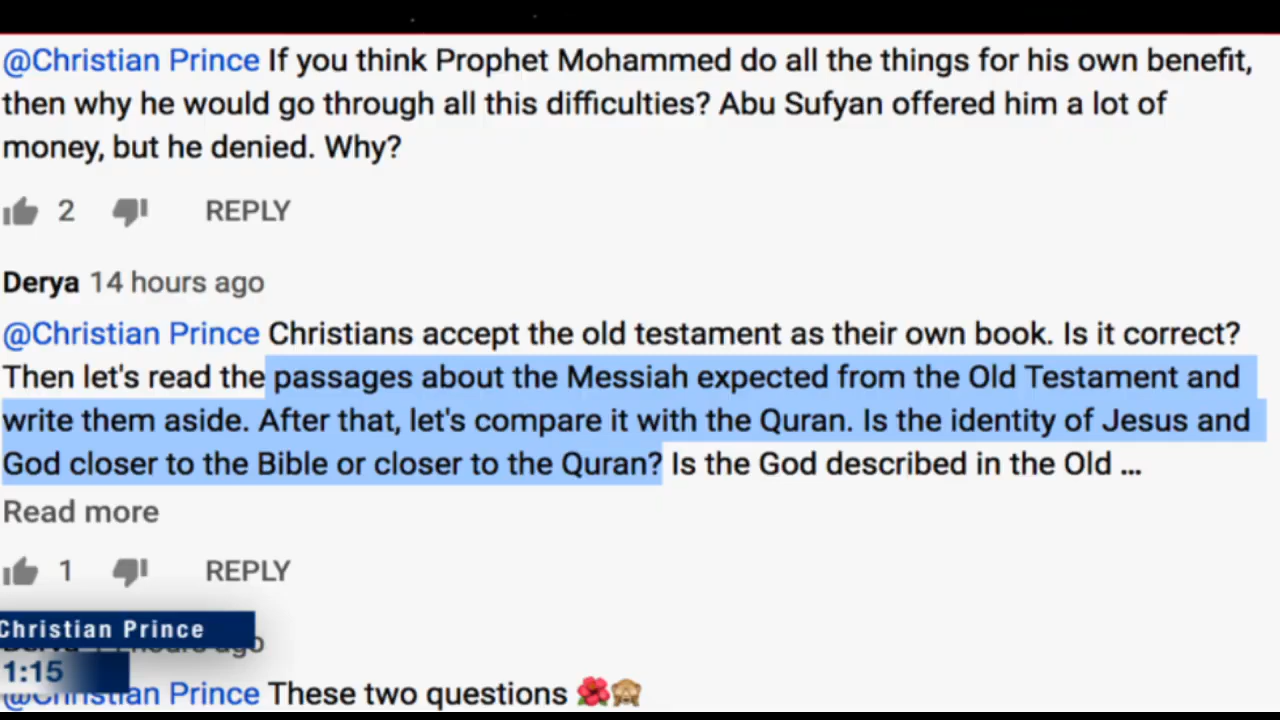 @Christian Prince If you think Prophet Mohammed do all the things for his own benefit,
then why he would go through all this difficulties? Abu Sufyan offered him a lot of
money, but he denied. Why?
2 REPLY
Derya 14 hours ago
@Christian Prince Christians accept the old testament as their own book. Is it correct?
Then let's read the passages about the Messiah expected from the Old Testament and
write them aside. After that, let's compare it with the Quran. Is the identity of Jesus and
God closer to the Bible or closer to the Quran? Is the God described in the Old ...
Read more
1 REPLY
Christian Prince
hours ago
1:15
@Christian Prince These two questions 🌺🙈